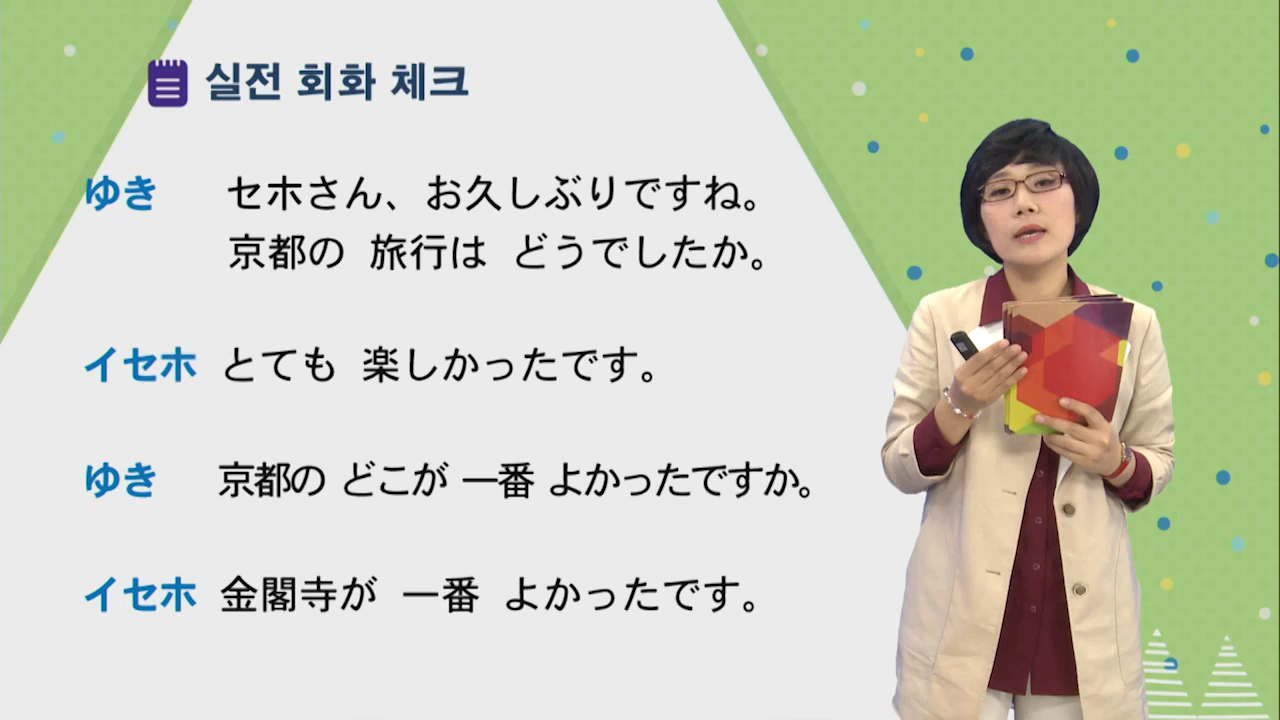 실전 회화 체크
ゆき セホさん、お久しぶりですね。
京都の 旅行は どうでしたか。
イセホ とても 楽しかったです。
ゆき 京都の どこが 一番 よかったですか。
イセホ 金閣寺が 一番 よかったです。